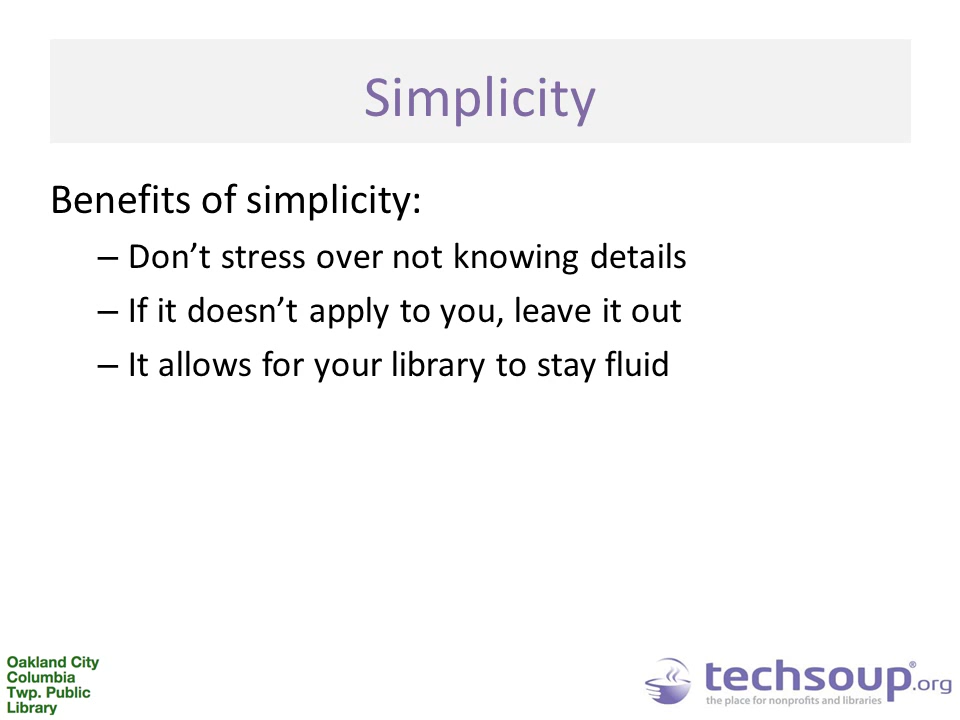 Simplicity
Benefits of simplicity:
– Don’t stress over not knowing details
– If it doesn’t apply to you, leave it out
– It allows for your library to stay fluid
Oakland City
Columbia
Twp. Public
Library
techsoup®.org
the place for nonprofits and libraries